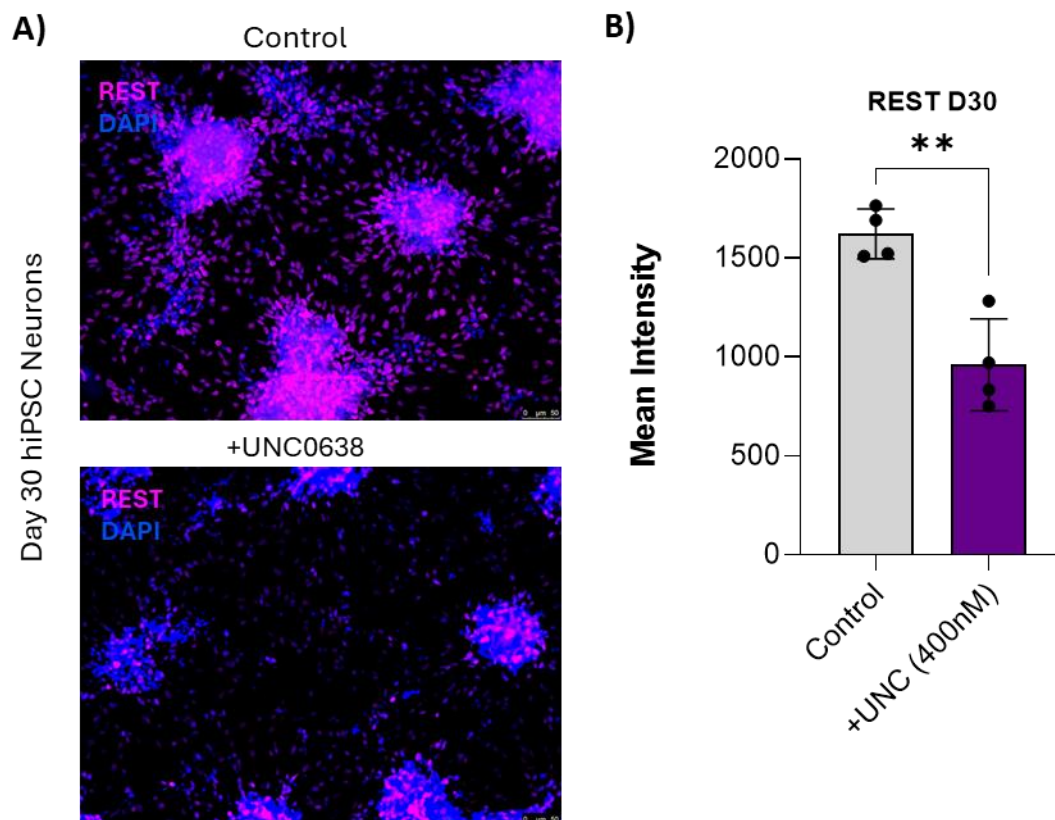 A)
Control
REST
DAPI
0 µm 50
+UNC0638
REST
DAPI
Day 30 hiPSC Neurons
B)
REST D30
**
2000
1500
1000
500
0
Mean Intensity
Control
+UNC (400nM)